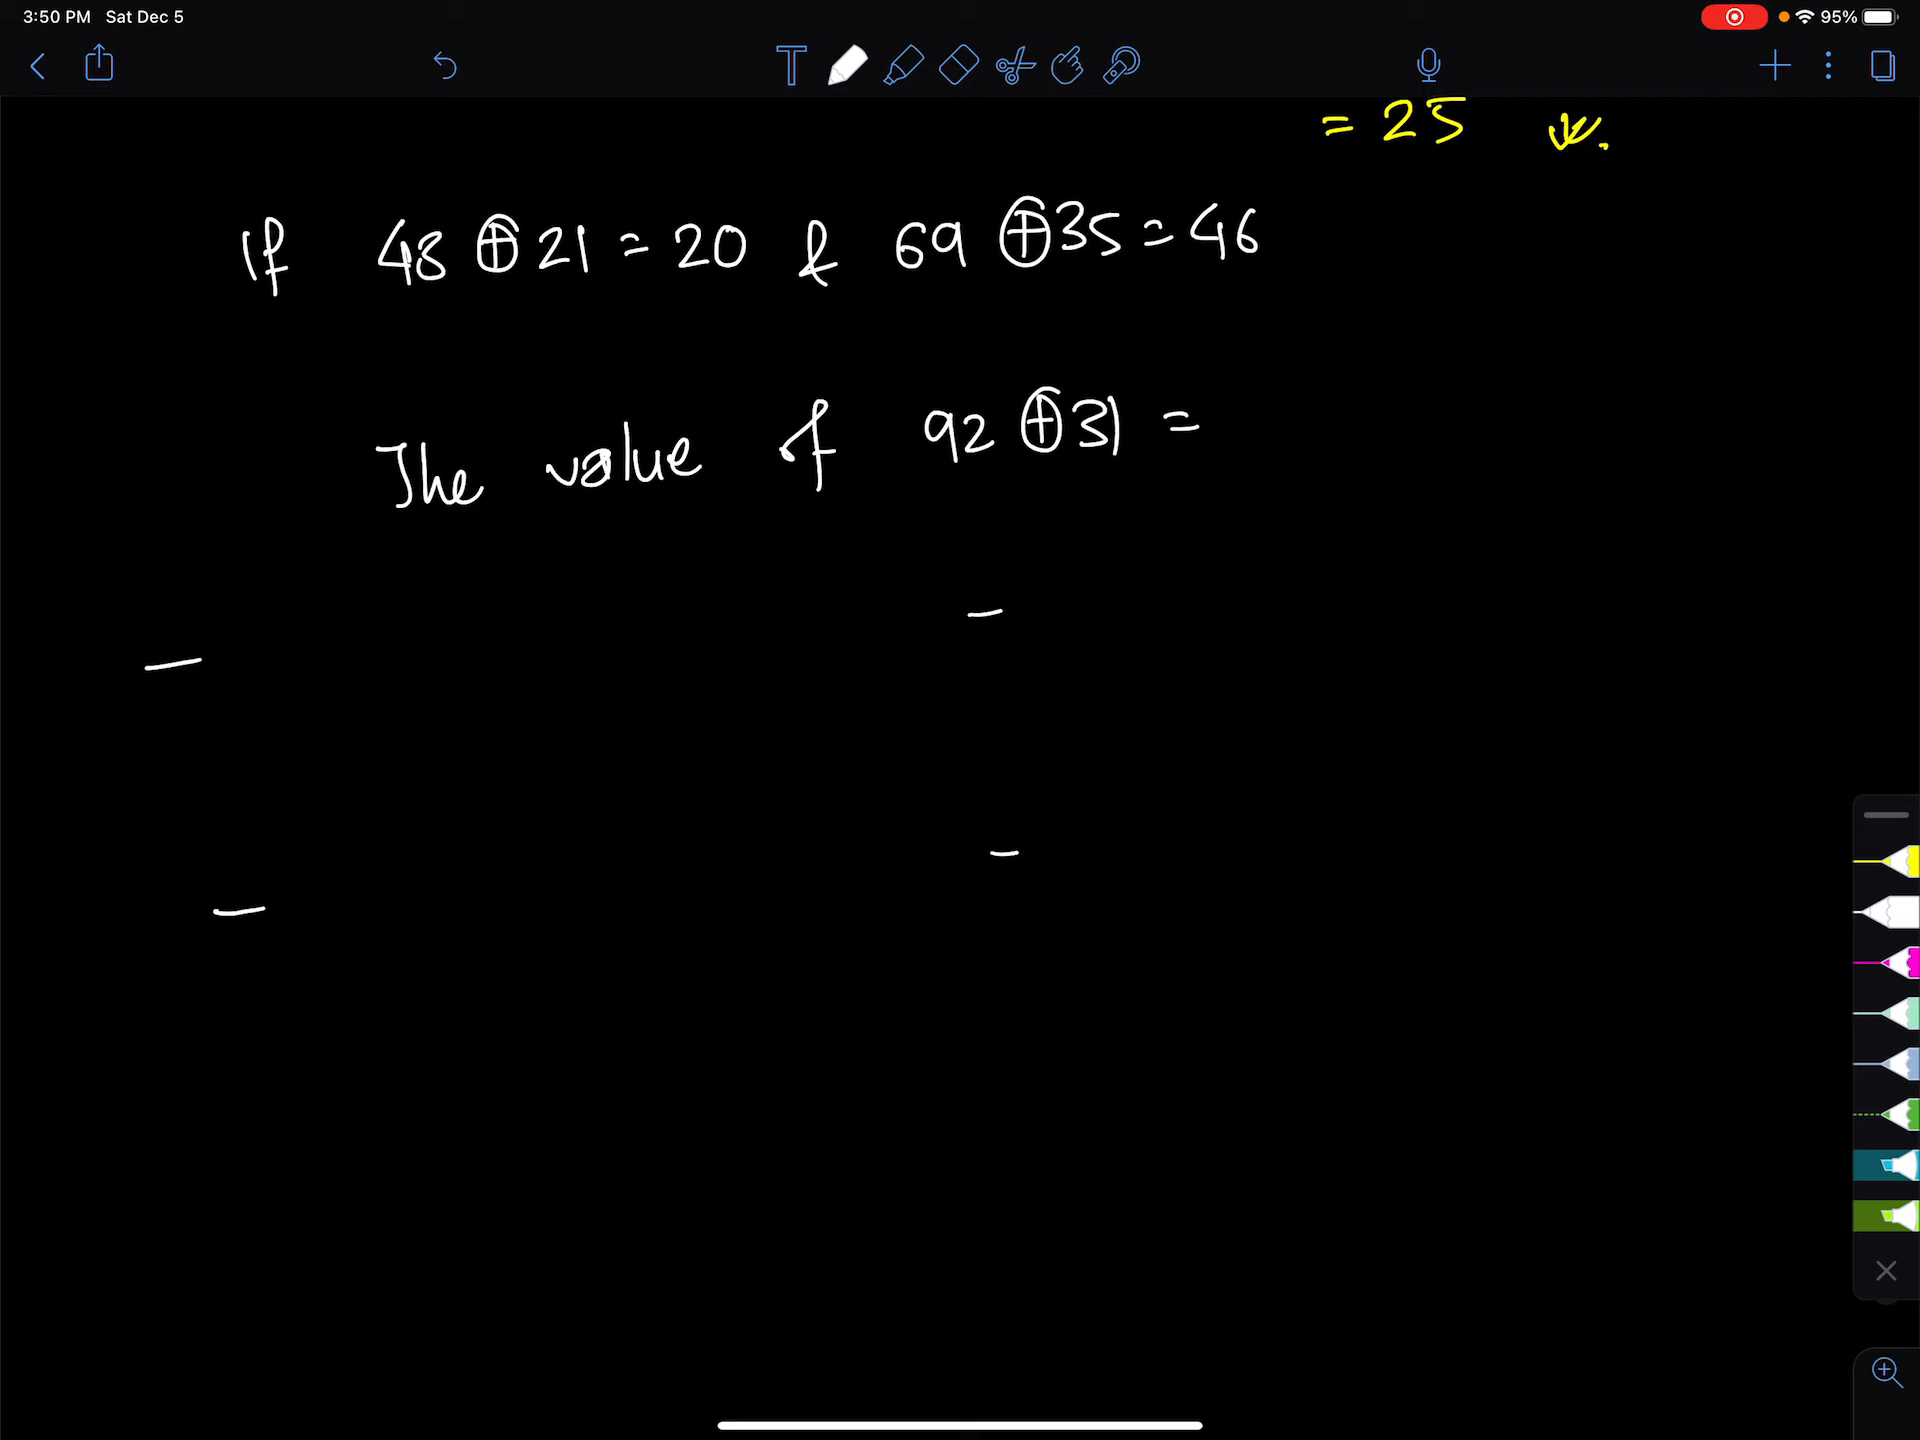 3:50 PM Sat Dec 5 95%
= 25
If 48 ⊕ 21 = 20 & 69 ⊕ 35 = 46
The value of 92 ⊕ 31 =